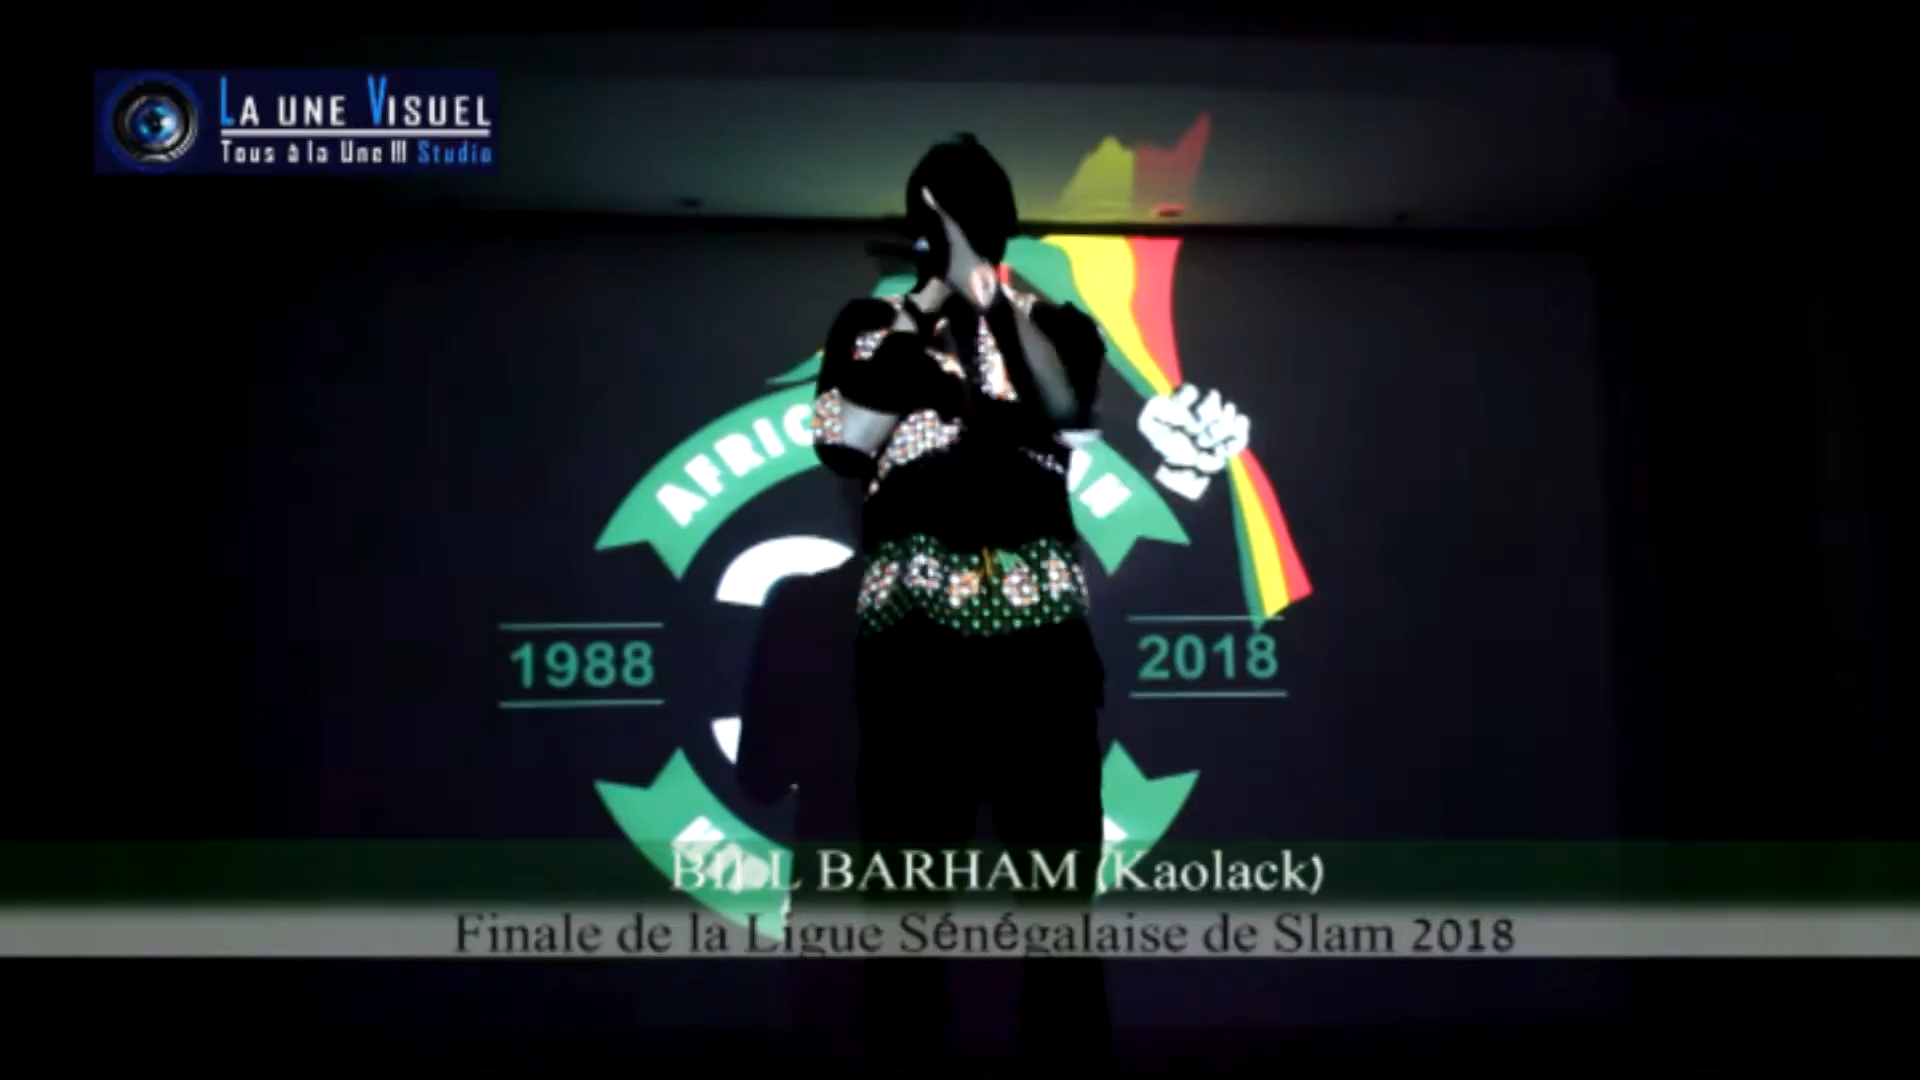 LA UNE VISUEL
Tous à la Une !!! Studio
1988
2018
BILL BARHAM (Kaolack)
Finale de la Ligue Sénégalaise de Slam 2018